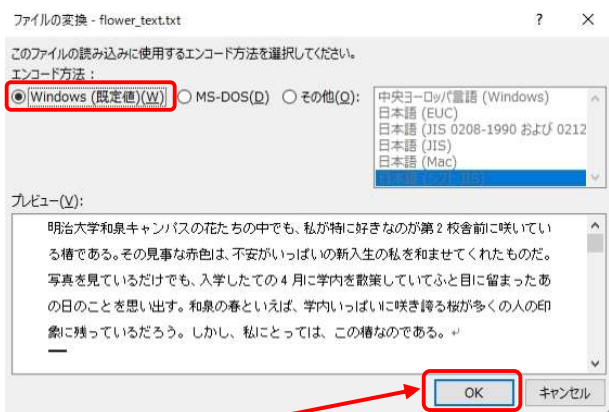 ファイルの変換 - flower_text.txt ? ×
このファイルの読み込みに使用するエンコード方法を選択してください。
エンコード方法：
Windows (既定値)(W) MS-DOS(D) その他(O):
中央ヨーロッパ言語 (Windows)
日本語 (EUC)
日本語 (JIS 0208-1990 および 0212
日本語 (JIS)
日本語 (Mac)
日本語 (シフト JIS)
プレビュー(V):
明治大学和泉キャンパスの花たちの中でも、私が特に好きなのが第2校舎前に咲いてい
る椿である。その見事な赤色は、不安がいっぱいの新入生の私を和ませてくれたものだ。
写真を見ているだけでも、入学したての4月に学内を散策していてふと目に留まったあ
の日のことを思い出す。和泉の春といえば、学内いっぱいに咲き誇る桜が多くの人の印
象に残っているだろう。しかし、私にとっては、この椿なのである。↵
OK キャンセル